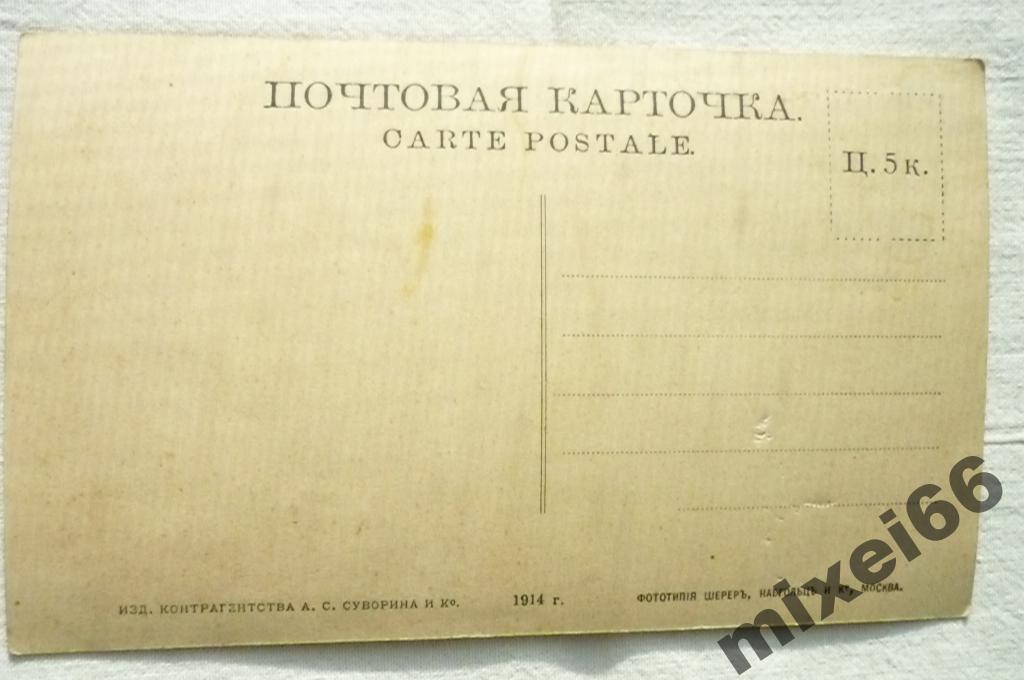 ПОЧТОВАЯ КАРТОЧКА.
CARTE POSTALE.
Ц. 5 к.
ИЗД. КОНТРАГЕНТСТВА А. С. СУВОРИНА И Ко. 1914 г. ФОТОТИПІЯ ШЕРЕРЪ, НАБГОЛЬЦЪ И Ко, МОСКВА.
mixei66